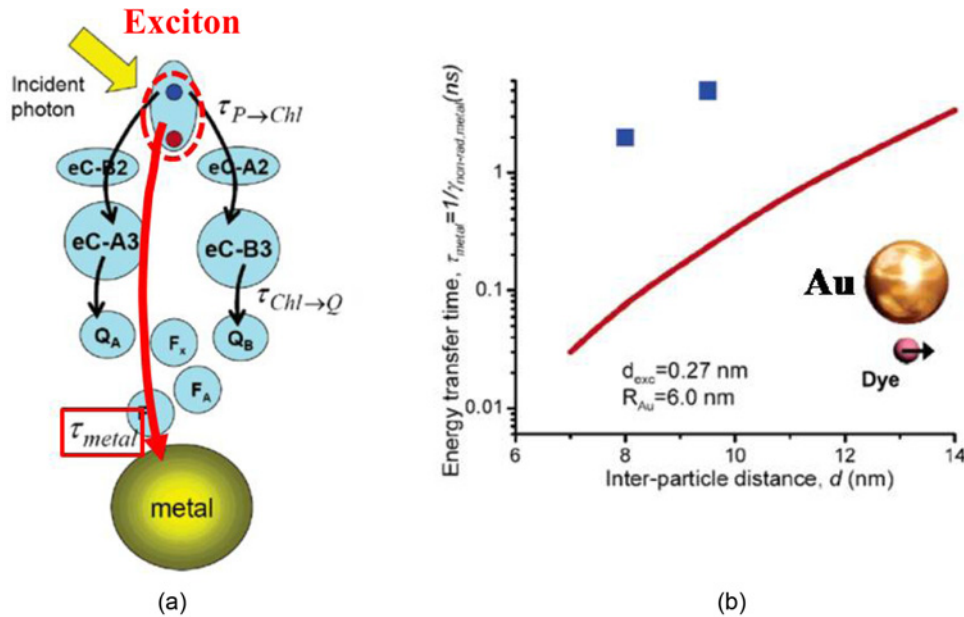 Exciton
Incident
photon
τP→Chl
eC-B2
eC-A2
eC-A3
eC-B3
τChl→Q
QA
Fx
QB
FA
τmetal
metal
(a)
Energy transfer time, τmetal=1/γnon-rad,metal(ns)
1
0.1
0.01
Au
Dye
dexc=0.27 nm
RAu=6.0 nm
6
8
10
12
14
Inter-particle distance, d (nm)
(b)